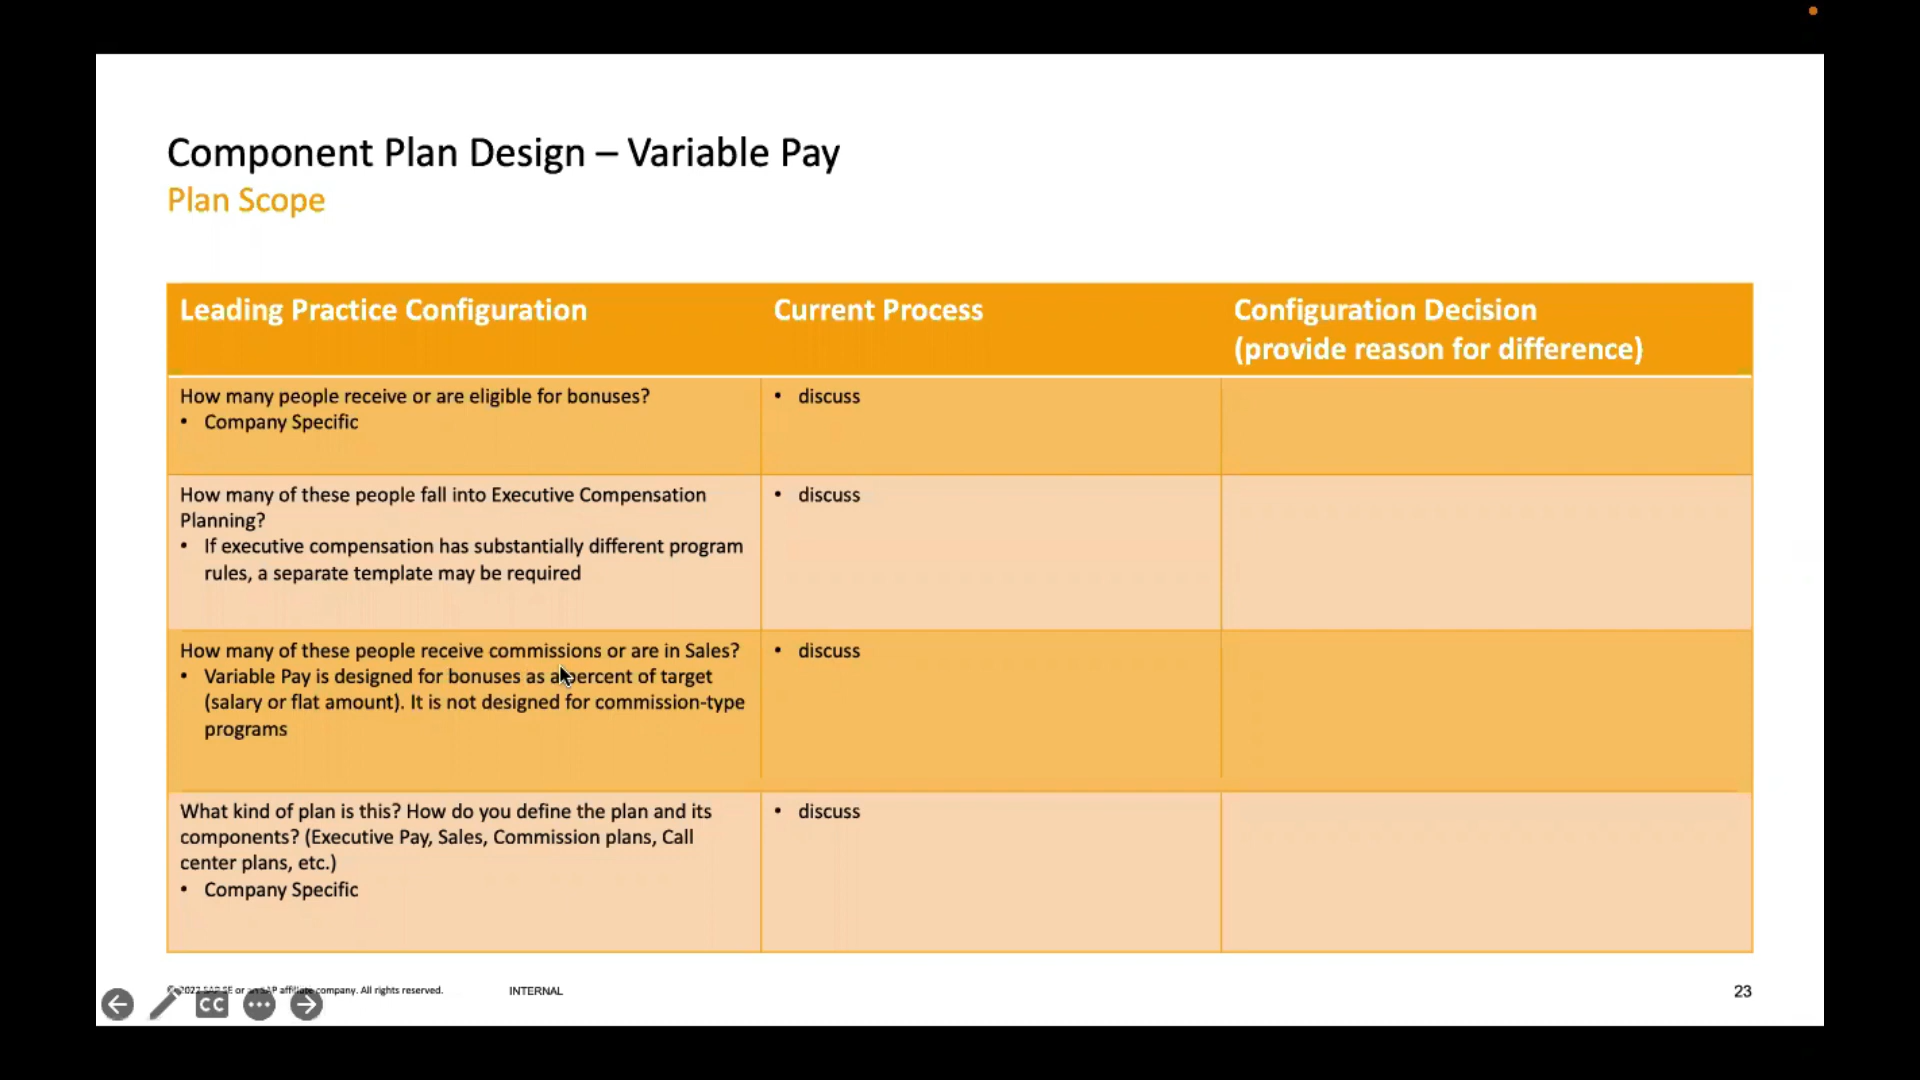 Component Plan Design – Variable Pay
Plan Scope
Leading Practice Configuration
Current Process
Configuration Decision
(provide reason for difference)
How many people receive or are eligible for bonuses?
• Company Specific
• discuss
How many of these people fall into Executive Compensation
Planning?
• If executive compensation has substantially different program
rules, a separate template may be required
• discuss
How many of these people receive commissions or are in Sales?
• Variable Pay is designed for bonuses as a percent of target
(salary or flat amount). It is not designed for commission-type
programs
• discuss
What kind of plan is this? How do you define the plan and its
components? (Executive Pay, Sales, Commission plans, Call
center plans, etc.)
• Company Specific
• discuss
or an SAP affiliate company. All rights reserved.
INTERNAL
23
CC